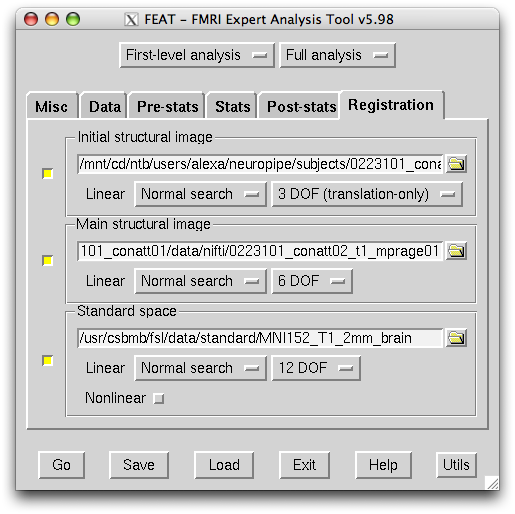 FEAT - FMRI Expert Analysis Tool v5.98
First-level analysis Full analysis
Misc Data Pre-stats Stats Post-stats Registration
Initial structural image
/mnt/cd/ntb/users/alexa/neuropipe/subjects/0223101_cona
Linear Normal search 3 DOF (translation-only)
Main structural image
101_conatt01/data/nifti/0223101_conatt02_t1_mprage01
Linear Normal search 6 DOF
Standard space
/usr/csbmb/fsl/data/standard/MNI152_T1_2mm_brain
Linear Normal search 12 DOF
Nonlinear
Go Save Load Exit Help Utils